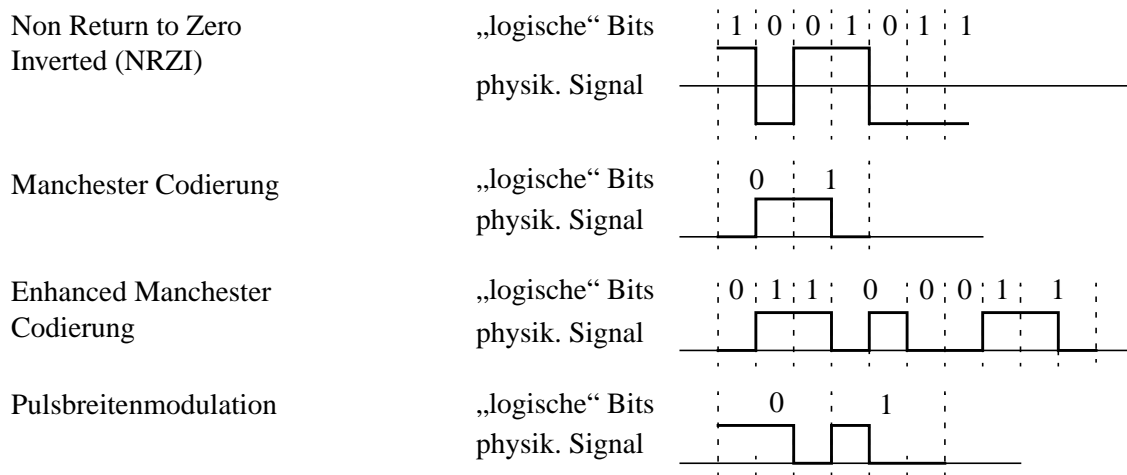 Non Return to Zero „logische“ Bits 1 0 0 1 0 1 1
Inverted (NRZI)
physik. Signal
Manchester Codierung „logische“ Bits 0 1
physik. Signal
Enhanced Manchester „logische“ Bits 0 1 1 0 0 0 1 1
Codierung physik. Signal
Pulsbreitenmodulation „logische“ Bits 0 1
physik. Signal